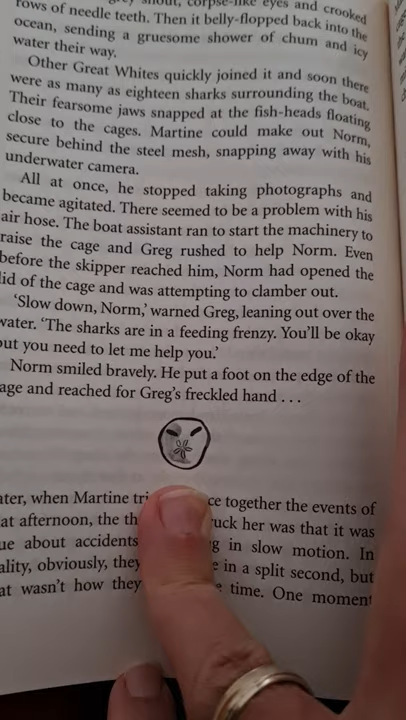 rows of needle teeth. Then it belly-flopped back into the
ocean, sending a gruesome shower of chum and icy
water their way.
Other Great Whites quickly joined it and soon there
were as many as eighteen sharks surrounding the boat.
Their fearsome jaws snapped at the fish-heads floating
close to the cages. Martine could make out Norm,
secure behind the steel mesh, snapping away with his
underwater camera.
All at once, he stopped taking photographs and
became agitated. There seemed to be a problem with his
air hose. The boat assistant ran to start the machinery to
raise the cage and Greg rushed to help Norm. Even
before the skipper reached him, Norm had opened the
lid of the cage and was attempting to clamber out.
'Slow down, Norm,' warned Greg, leaning out over the
water. 'The sharks are in a feeding frenzy. You'll be okay
but you need to let me help you.'
Norm smiled bravely. He put a foot on the edge of the
age and reached for Greg's freckled hand . . .
ater, when Martine tri ce together the events of
at afternoon, the th ruck her was that it was
ue about accidents g in slow motion. In
ality, obviously, they e in a split second, but
at wasn't how they e time. One moment